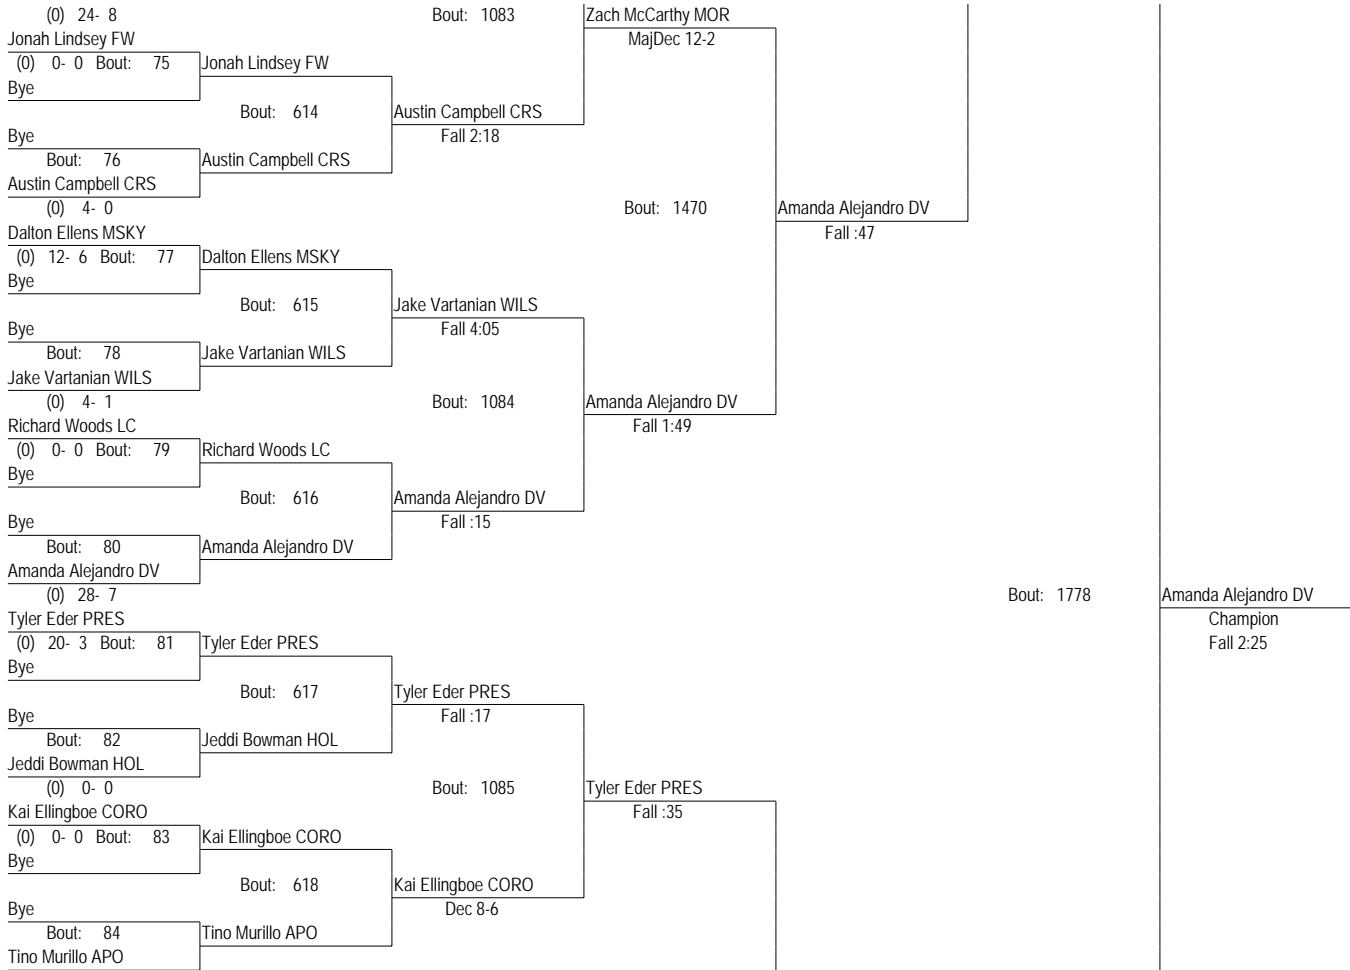 (0) 24- 8 Bout: 1083 Zach McCarthy MOR
Jonah Lindsey FW MajDec 12-2
(0) 0- 0 Bout: 75 Jonah Lindsey FW
Bye
Bout: 614 Austin Campbell CRS
Bye Fall 2:18
Bout: 76 Austin Campbell CRS
Austin Campbell CRS
(0) 4- 0 Bout: 1470 Amanda Alejandro DV
Dalton Ellens MSKY Fall :47
(0) 12- 6 Bout: 77 Dalton Ellens MSKY
Bye
Bout: 615 Jake Vartanian WILS
Bye Fall 4:05
Bout: 78 Jake Vartanian WILS
Jake Vartanian WILS
(0) 4- 1 Bout: 1084 Amanda Alejandro DV
Richard Woods LC Fall 1:49
(0) 0- 0 Bout: 79 Richard Woods LC
Bye
Bout: 616 Amanda Alejandro DV
Bye Fall :15
Bout: 80 Amanda Alejandro DV
Amanda Alejandro DV
(0) 28- 7 Bout: 1778 Amanda Alejandro DV
Tyler Eder PRES Champion
(0) 20- 3 Bout: 81 Tyler Eder PRES Fall 2:25
Bye
Bout: 617 Tyler Eder PRES
Bye Fall :17
Bout: 82 Jeddi Bowman HOL
Jeddi Bowman HOL
(0) 0- 0 Bout: 1085 Tyler Eder PRES
Kai Ellingboe CORO Fall :35
(0) 0- 0 Bout: 83 Kai Ellingboe CORO
Bye
Bout: 618 Kai Ellingboe CORO
Bye Dec 8-6
Bout: 84 Tino Murillo APO
Tino Murillo APO